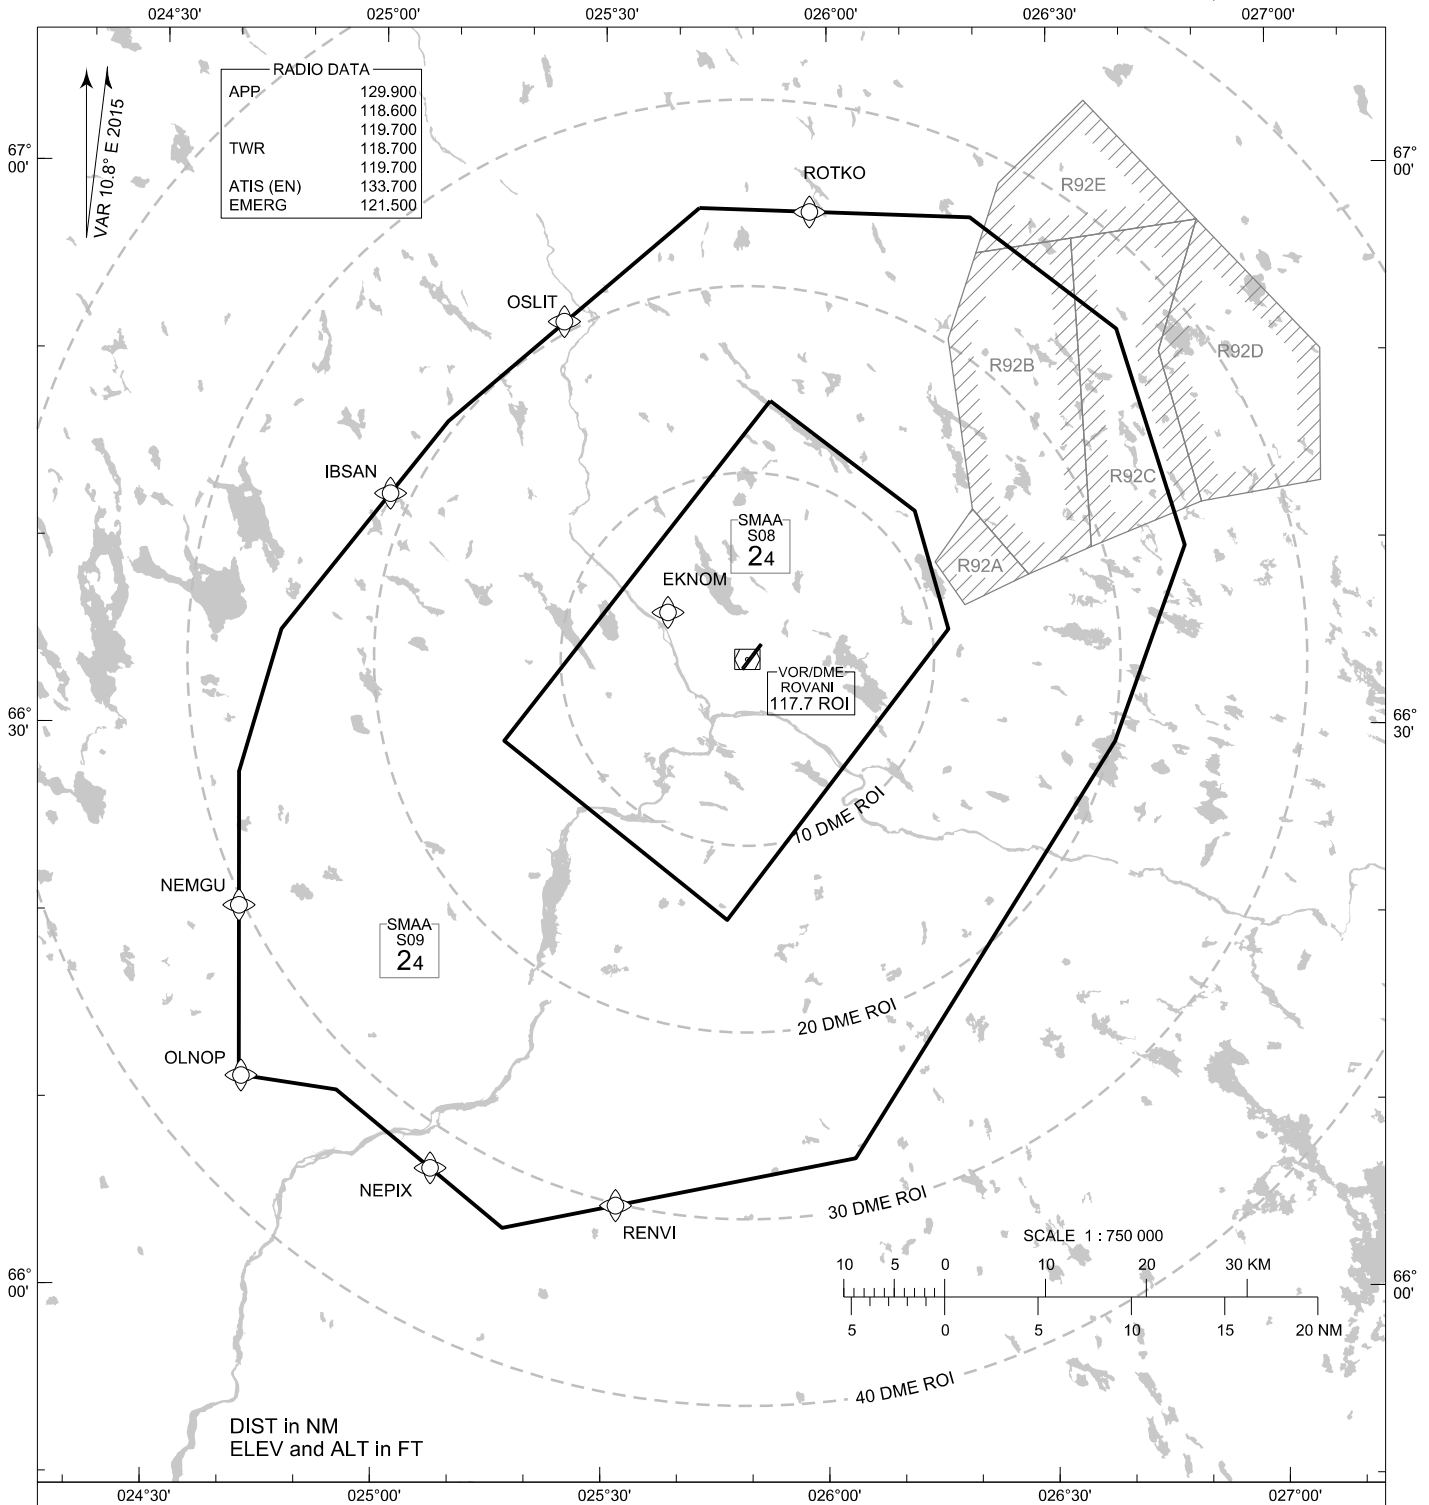 024°30' 025°00' 025°30' 026°00' 026°30' 027°00'
RADIO DATA
APP 129.900
118.600
119.700
TWR 118.700
119.700
ATIS (EN) 133.700
EMERG 121.500
VAR 10.8° E 2015
67°
00'
67°
00'
ROTKO
R92E
OSLIT
R92B
R92D
IBSAN
R92C
SMAA
S08
24
R92A
EKNOM
VOR/DME
ROVANI
117.7 ROI
66°
30'
66°
30'
10 DME ROI
NEMGU
SMAA
S09
24
20 DME ROI
OLNOP
NEPIX
30 DME ROI
RENVI
SCALE 1 : 750 000
10 5 0 10 20 30 KM
5 0 5 10 15 20 NM
66°
00'
66°
00'
40 DME ROI
DIST in NM
ELEV and ALT in FT
024°30' 025°00' 025°30' 026°00' 026°30' 027°00'